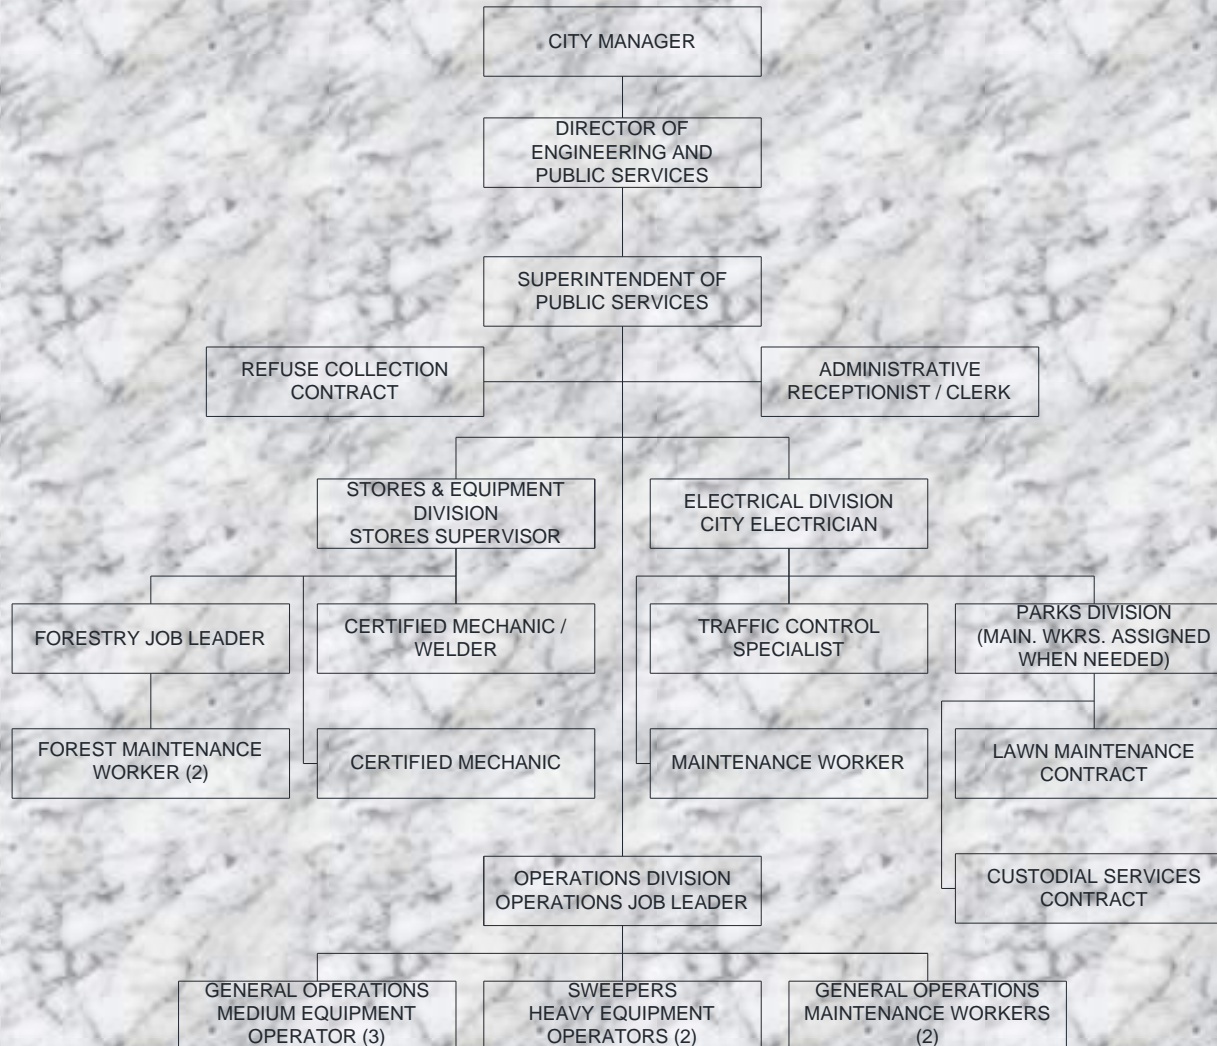 CITY MANAGER
DIRECTOR OF
ENGINEERING AND
PUBLIC SERVICES
SUPERINTENDENT OF
PUBLIC SERVICES
REFUSE COLLECTION
CONTRACT
ADMINISTRATIVE
RECEPTIONIST / CLERK
STORES & EQUIPMENT
DIVISION
STORES SUPERVISOR
ELECTRICAL DIVISION
CITY ELECTRICIAN
FORESTRY JOB LEADER
CERTIFIED MECHANIC /
WELDER
TRAFFIC CONTROL
SPECIALIST
PARKS DIVISION
(MAIN. WKRS. ASSIGNED
WHEN NEEDED)
FOREST MAINTENANCE
WORKER (2)
CERTIFIED MECHANIC
MAINTENANCE WORKER
LAWN MAINTENANCE
CONTRACT
OPERATIONS DIVISION
OPERATIONS JOB LEADER
CUSTODIAL SERVICES
CONTRACT
GENERAL OPERATIONS
MEDIUM EQUIPMENT
OPERATOR (3)
SWEEPERS
HEAVY EQUIPMENT
OPERATORS (2)
GENERAL OPERATIONS
MAINTENANCE WORKERS
(2)